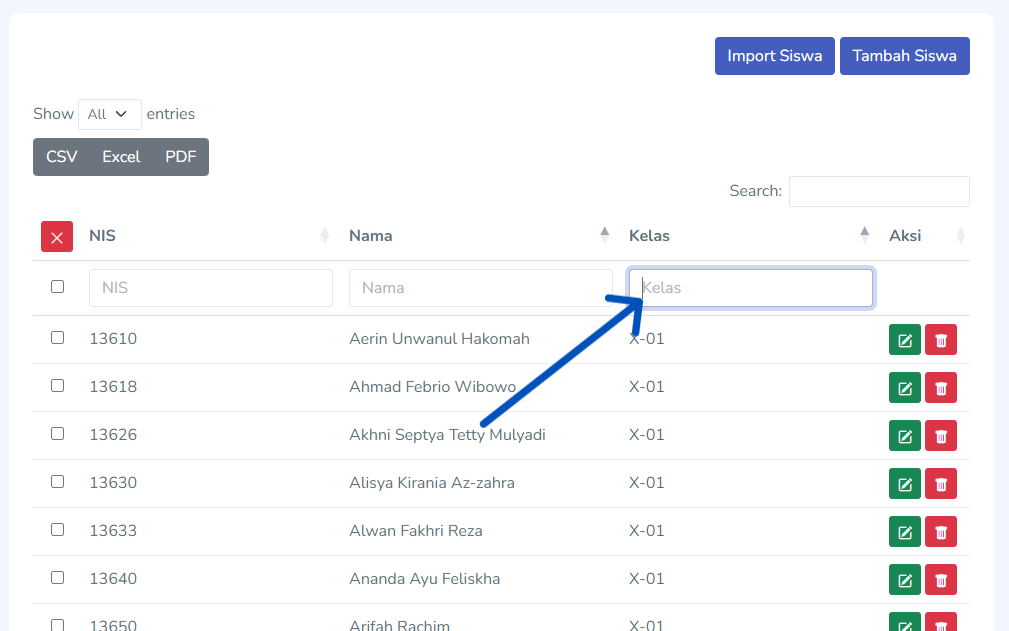 Import Siswa Tambah Siswa
Show All entries
CSV Excel PDF
Search:
NIS Nama Kelas Aksi
NIS Nama Kelas
13610 Aerin Unwanul Hakomah X-01
13618 Ahmad Febrio Wibowo X-01
13626 Akhni Septya Tetty Mulyadi X-01
13630 Alisya Kirania Az-zahra X-01
13633 Alwan Fakhri Reza X-01
13640 Ananda Ayu Feliskha X-01
13650 Arifah Rachim X-01